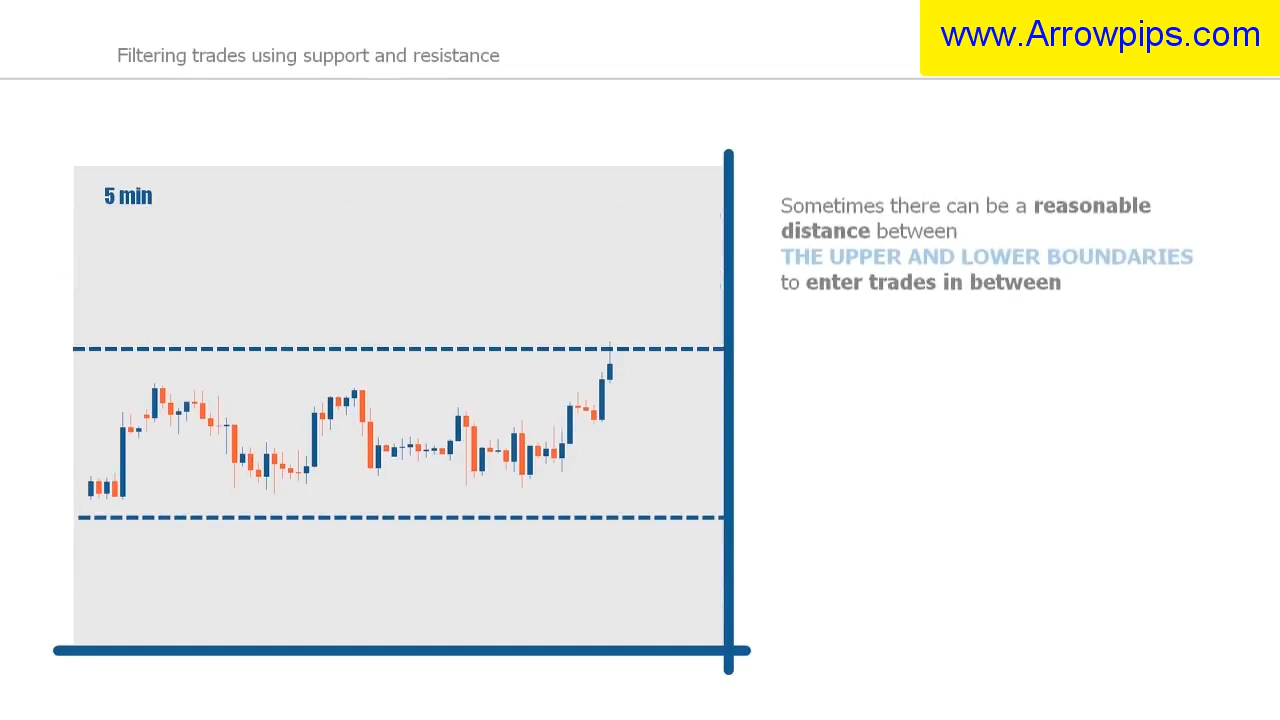 www.Arrowpips.com
Filtering trades using support and resistance
5 min
Sometimes there can be a reasonable
distance between
THE UPPER AND LOWER BOUNDARIES
to enter trades in between